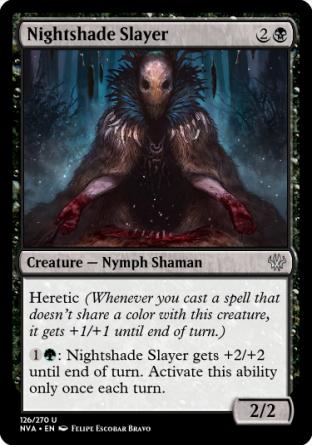 Nightshade Slayer 2
Creature — Nymph Shaman
Heretic (Whenever you cast a spell that
doesn't share a color with this creature,
it gets +1/+1 until end of turn.)
1 : Nightshade Slayer gets +2/+2
until end of turn. Activate this ability
only once each turn.
126/270 U
NVA • EN Felipe Escobar Bravo
2/2